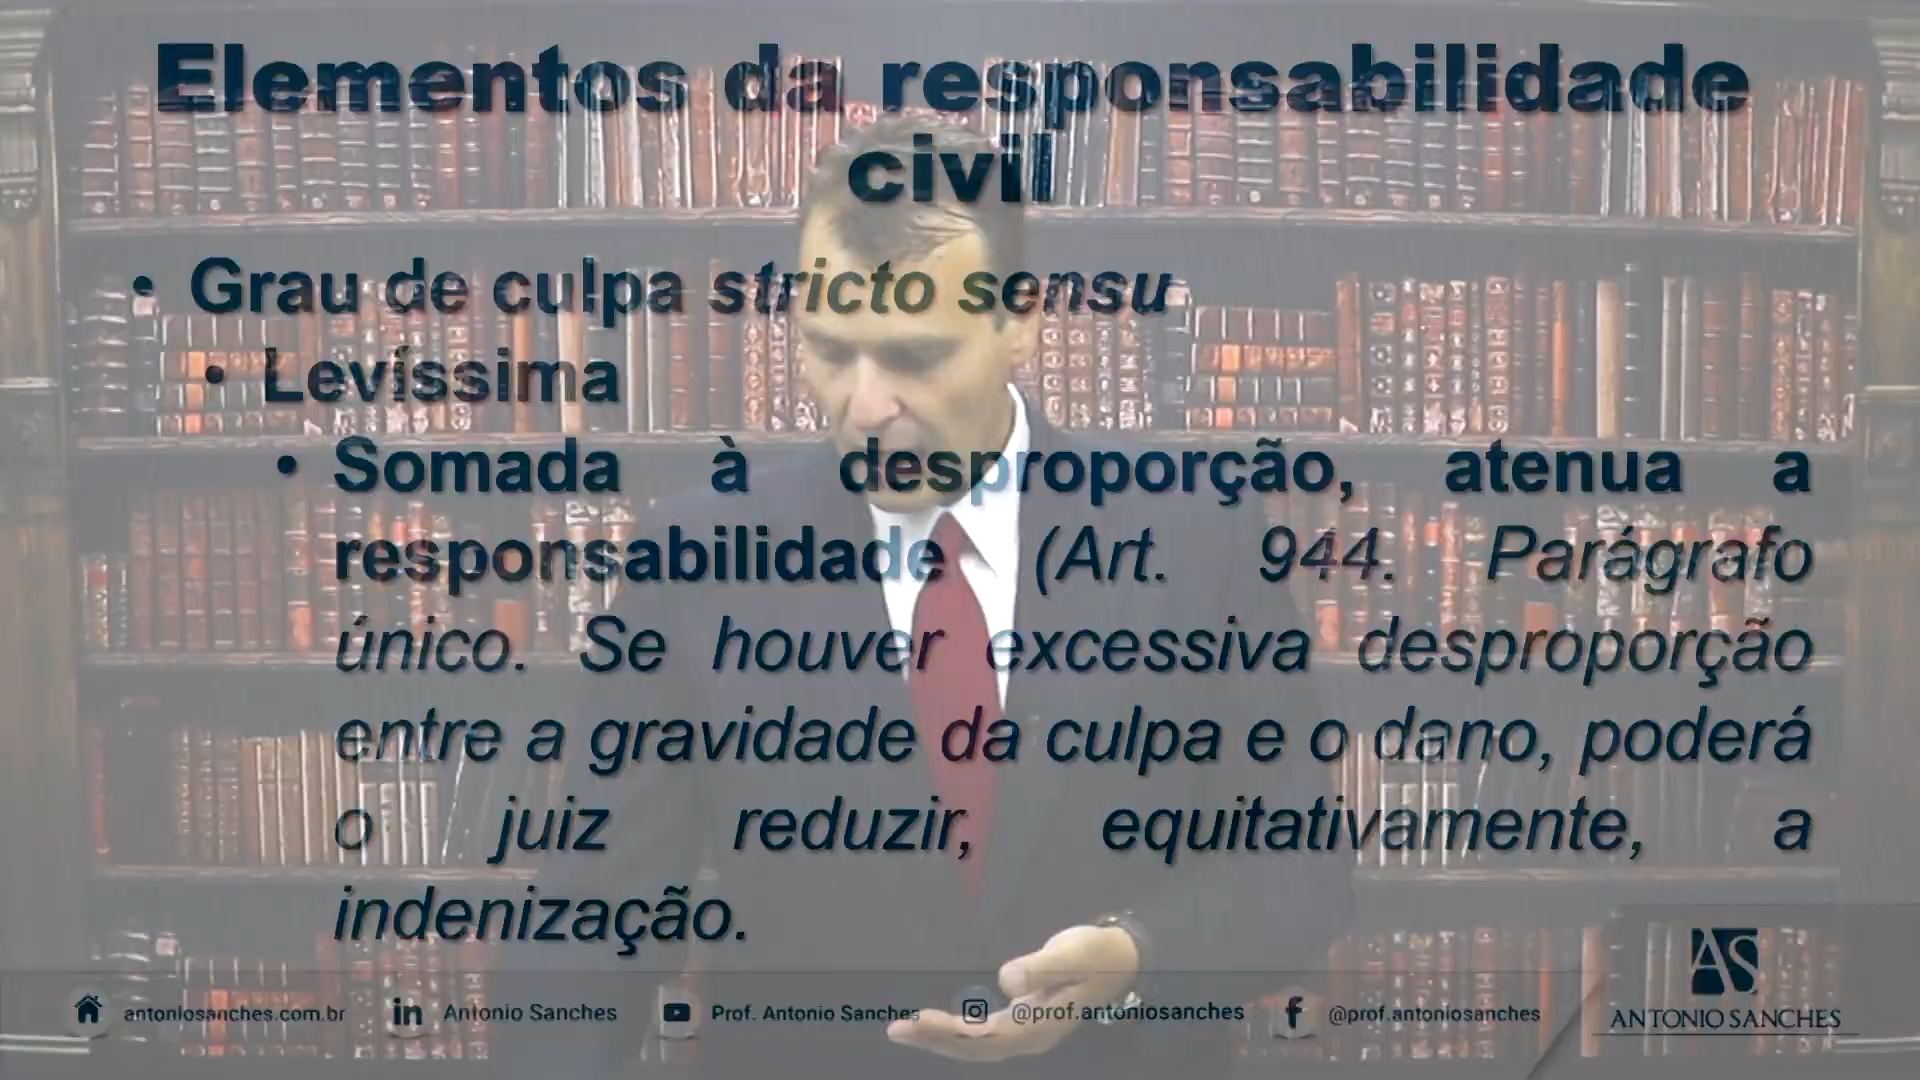 Elementos da responsabilidade
civil
• Grau de culpa stricto sensu
• Levíssima
• Somada à desproporção, atenua a
responsabilidade (Art. 944. Parágrafo
único. Se houver excessiva desproporção
entre a gravidade da culpa e o dano, poderá
o juiz reduzir, equitativamente, a
indenização.
antoniosanches.com.br in Antonio Sanches Prof. Antonio Sanches @prof.antoniosanches f @prof.antoniosanches
AS
ANTONIO SANCHES